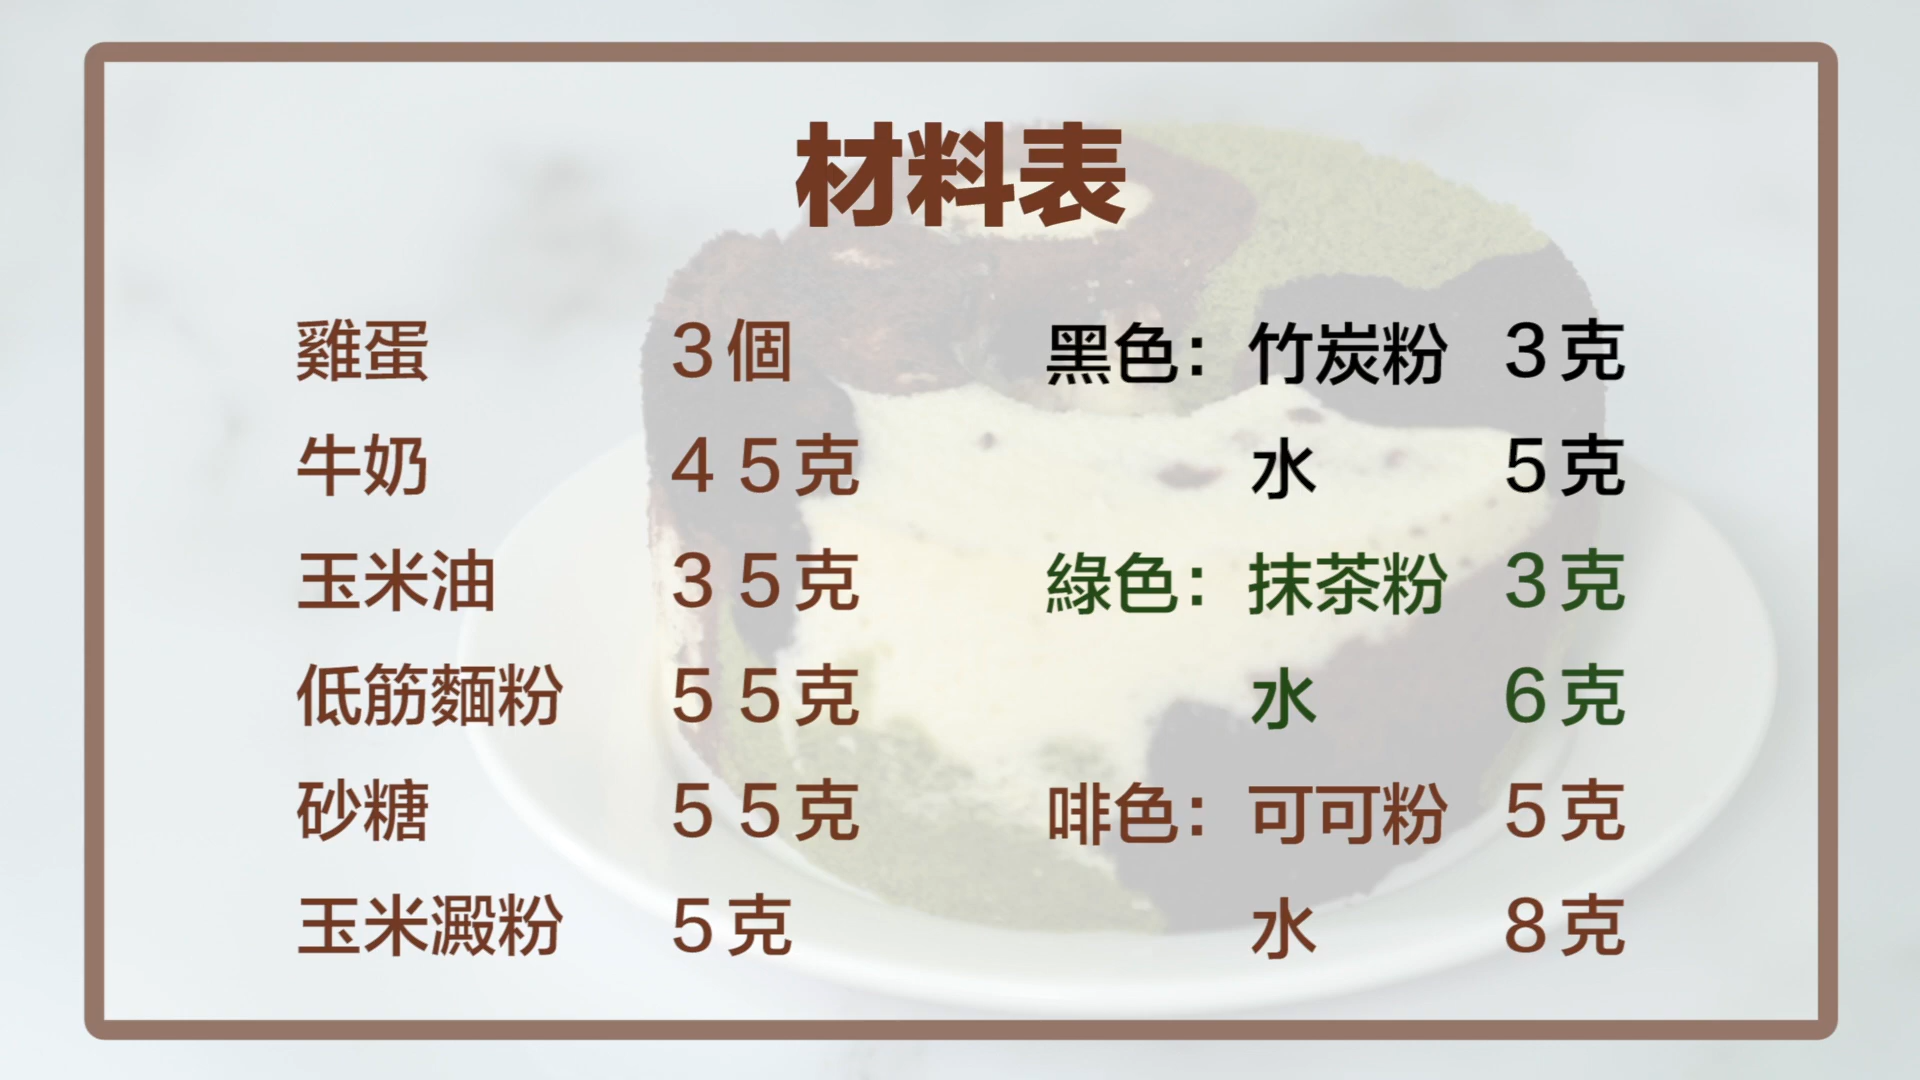 材料表
雞蛋 3個
牛奶 45克
玉米油 35克
低筋麵粉 55克
砂糖 55克
玉米澱粉 5克
黑色：竹炭粉 3克
水 5克
綠色：抹茶粉 3克
水 6克
啡色：可可粉 5克
水 8克